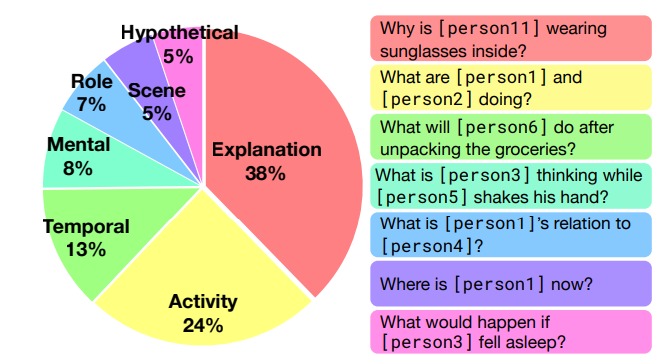 Hypothetical
5%
Role
7%
Scene
5%
Mental
8%
Explanation
38%
Temporal
13%
Activity
24%
Why is [person11] wearing
sunglasses inside?
What are [person1] and
[person2] doing?
What will [person6] do after
unpacking the groceries?
What is [person3] thinking while
[person5] shakes his hand?
What is [person1]'s relation to
[person4]?
Where is [person1] now?
What would happen if
[person3] fell asleep?